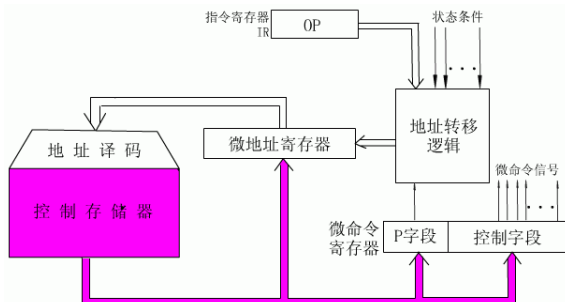 指令寄存器
IR
OP
状态条件
...
地址转移
逻辑
地址译码
微地址寄存器
控制存储器
微命令信号
...
微命令
寄存器
P字段
控制字段